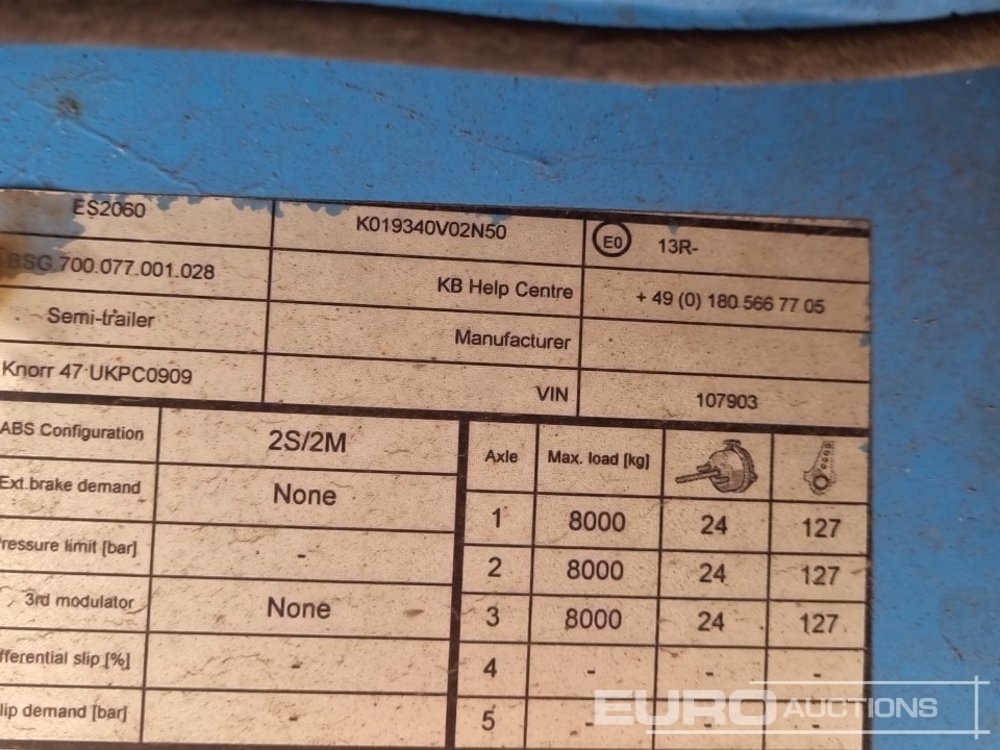 ES2060 K019340V02N50 E0 13R-
BSG.700.077.001.028 KB Help Centre + 49 (0) 180 566 77 05
Semi-trailer Manufacturer
Knorr 47 UKPC0909 VIN 107903
ABS Configuration 2S/2M
Axle Max. load [kg]
Ext.brake demand None
1 8000 24 127
ressure limit [bar] -
2 8000 24 127
3rd modulator None
3 8000 24 127
fferential slip [%] -
4 - - -
lip demand [bar] -
5 - - -
EURO AUCTIONS